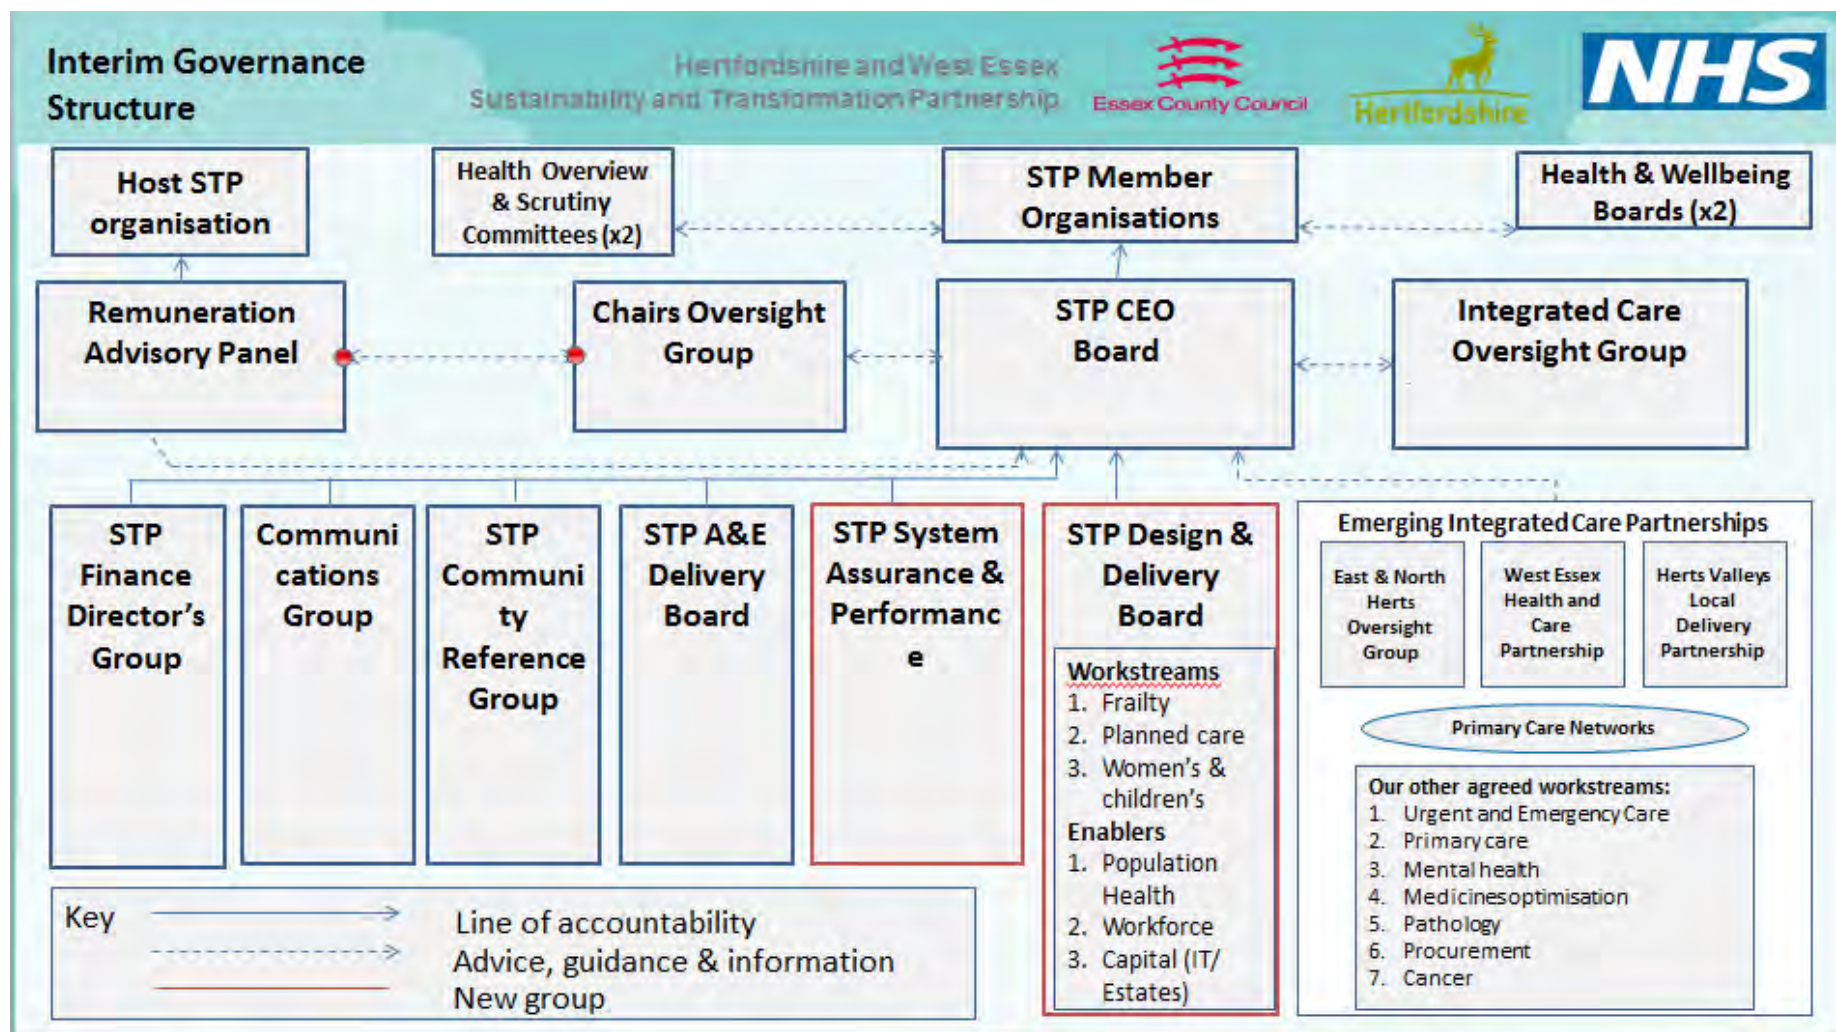 Interim Governance
Structure
Hertfordshire and West Essex
Sustainability and Transformation Partnership
Essex County Council
Hertfordshire
NHS
Host STP
organisation
Health Overview
& Scrutiny
Committees (x2)
STP Member
Organisations
Health & Wellbeing
Boards (x2)
Remuneration
Advisory Panel
Chairs Oversight
Group
STP CEO
Board
Integrated Care
Oversight Group
STP
Finance
Director's
Group
Communi
cations
Group
STP
Communi
ty
Reference
Group
STP A&E
Delivery
Board
STP System
Assurance &
Performanc
e
STP Design &
Delivery
Board
Workstreams
1. Frailty
2. Planned care
3. Women's &
children's
Enablers
1. Population
Health
2. Workforce
3. Capital (IT/
Estates)
Emerging Integrated Care Partnerships
East & North
Herts
Oversight
Group
West Essex
Health and
Care
Partnership
Herts Valleys
Local
Delivery
Partnership
Primary Care Networks
Our other agreed workstreams:
1. Urgent and Emergency Care
2. Primary care
3. Mental health
4. Medicines optimisation
5. Pathology
6. Procurement
7. Cancer
Key
Line of accountability
Advice, guidance & information
New group